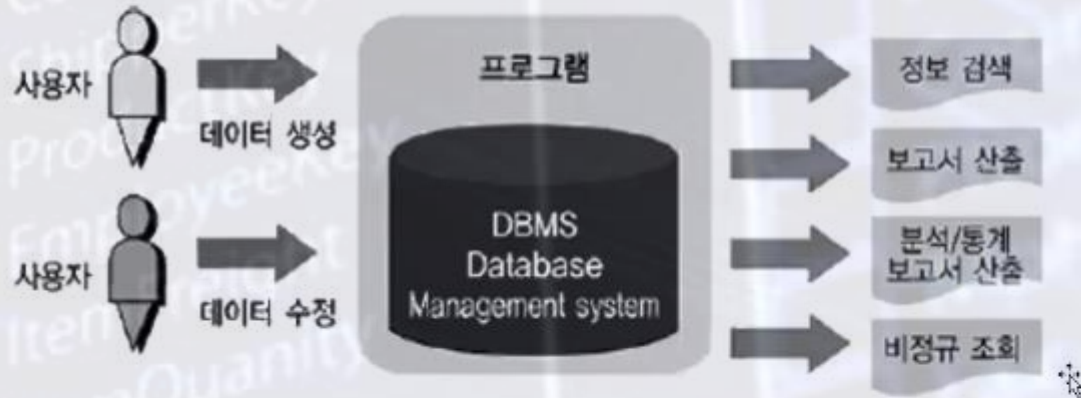 사용자
데이터 생성
사용자
데이터 수정
프로그램
DBMS
Database
Management system
정보 검색
보고서 산출
분석/통계
보고서 산출
비정규 조회
ProductKey
EmployeeKey